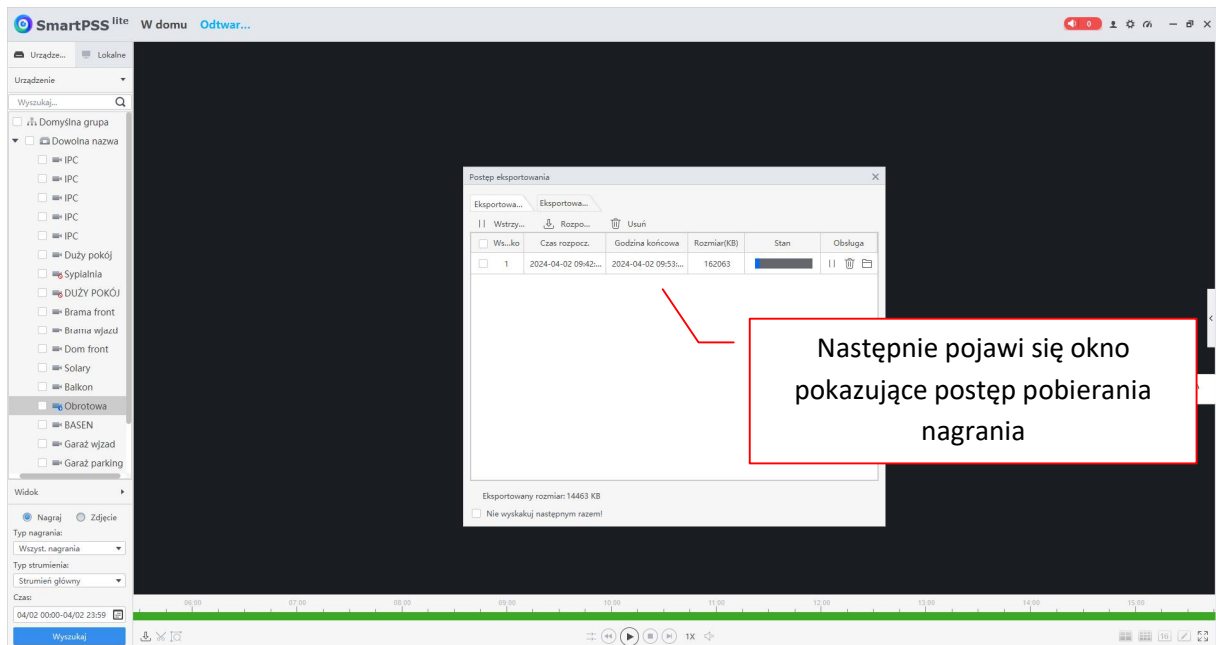 SmartPSS lite W domu Odtwar...
0
Urządze... Lokalne
Urządzenie
Wyszukaj...
Domyślna grupa
Dowolna nazwa
IPC
IPC
IPC
IPC
IPC
Duży pokój
Sypialnia
DUŻY POKÓJ
Brama front
Brama wjazd
Dom front
Solary
Balkon
Obrotowa
BASEN
Garaż wjzad
Garaż parking
Widok
Nagraj Zdjęcie
Typ nagrania:
Wszyst. nagrania
Typ strumienia:
Strumień główny
Czas:
04/02 00:00-04/02 23:59
Wyszukaj
Postęp eksportowania
Eksportowa... Eksportowa...
Wstrzy... Rozpo... Usuń
Ws...ko Czas rozpocz. Godzina końcowa Rozmiar(KB) Stan Obsługa
1 2024-04-02 09:42:... 2024-04-02 09:53:... 162063
Eksportowany rozmiar: 14463 KB
Nie wyskakuj następnym razem!
Następnie pojawi się okno
pokazujące postęp pobierania
nagrania
06:00 07:00 08:00 09:00 10:00 11:00 12:00 13:00 14:00 15:00
1X
16